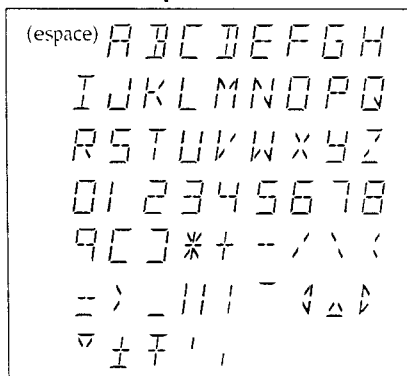 (espace) A B C D E F G H
I J K L M N O P Q
R S T U V W X Y Z
0 1 2 3 4 5 6 7 8
9 [ ] * + - / \ <
= > _ ‾
±